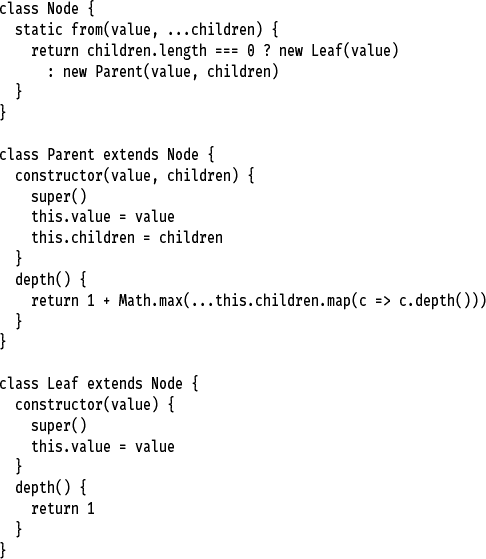 class Node {
  static from(value, ...children) {
    return children.length === 0 ? new Leaf(value)
      : new Parent(value, children)
  }
}

class Parent extends Node {
  constructor(value, children) {
    super()
    this.value = value
    this.children = children
  }
  depth() {
    return 1 + Math.max(...this.children.map(c => c.depth()))
  }
}

class Leaf extends Node {
  constructor(value) {
    super()
    this.value = value
  }
  depth() {
    return 1
  }
}